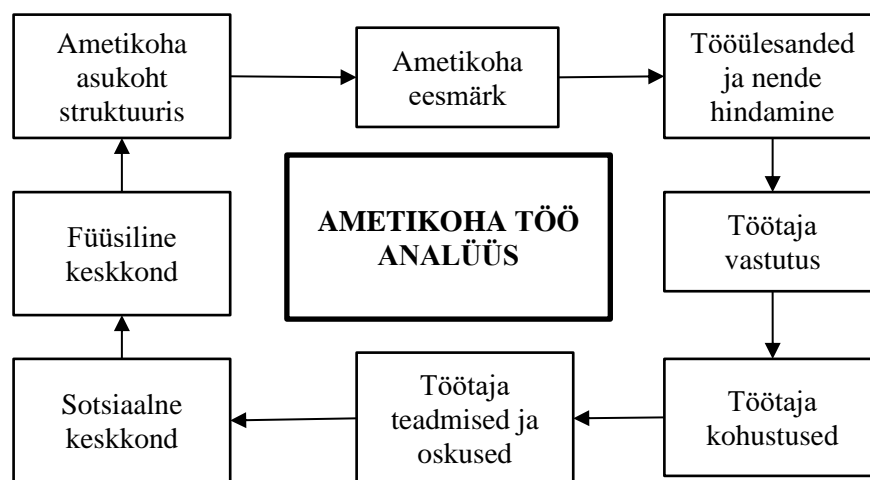 Ametikoha
asukoht
struktuuris
Ametikoha
eesmärk
Tööülesanded
ja nende
hindamine
Füüsiline
keskkond
AMETIKOHA TÖÖ
ANALÜÜS
Töötaja
vastutus
Sotsiaalne
keskkond
Töötaja
teadmised ja
oskused
Töötaja
kohustused